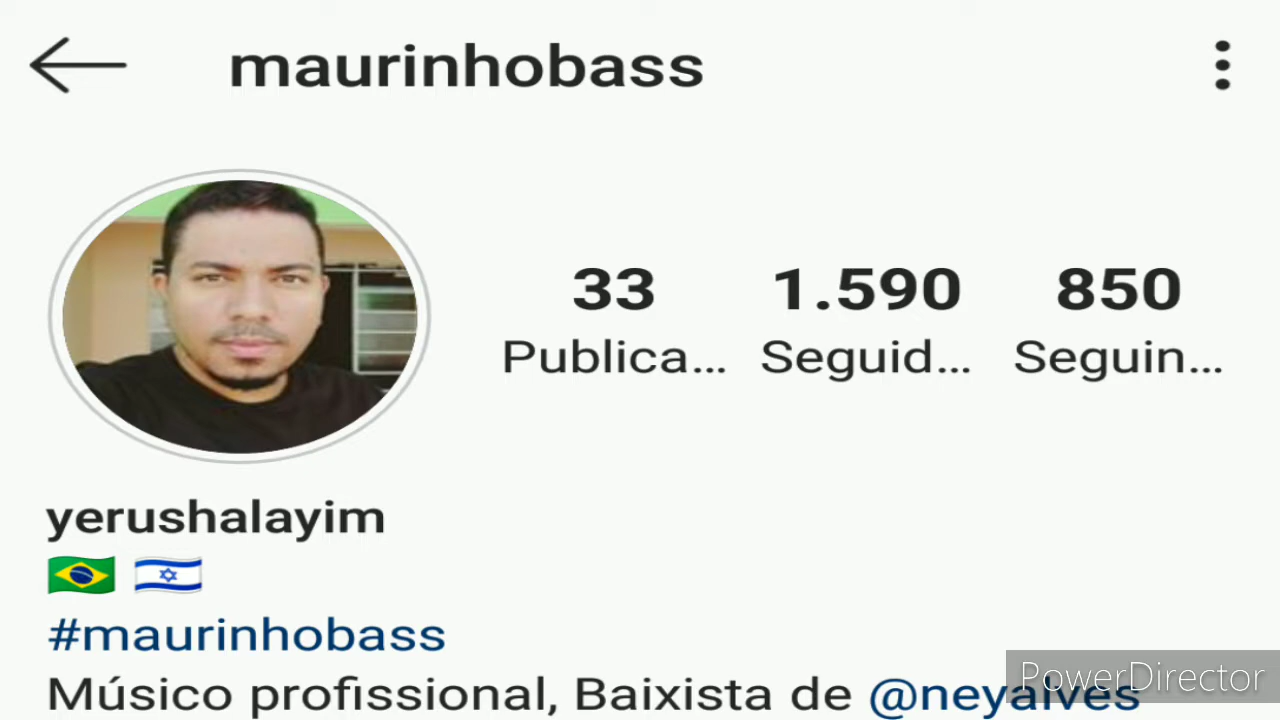 maurinhobass
33 1.590 850
Publica... Seguid... Seguin...
yerushalayim
#maurinhobass
Músico profissional, Baixista de @neyalves
PowerDirector